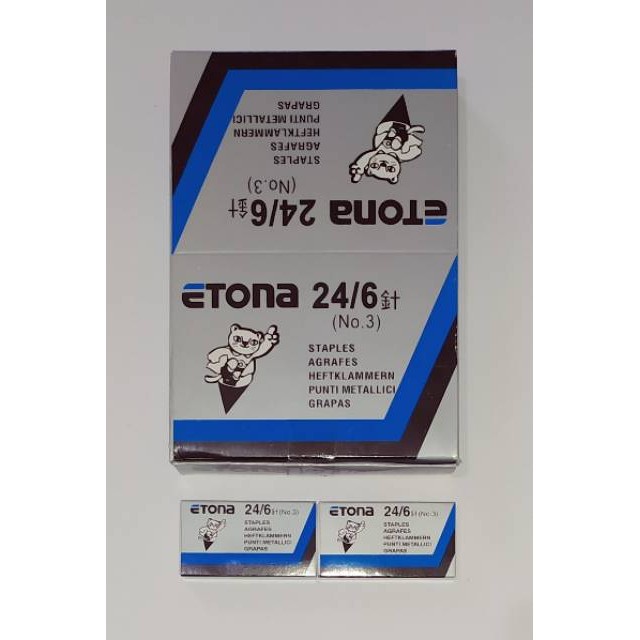 STAPLES
AGRAFES
HEFTKLAMMERN
PUNTI METALLICI
GRAPAS
ETONA 24/6針
(No.3)
ETONA 24/6針
(No.3)
STAPLES
AGRAFES
HEFTKLAMMERN
PUNTI METALLICI
GRAPAS
ETONA 24/6針(No.3)
STAPLES
AGRAFES
HEFTKLAMMERN
PUNTI METALLICI
GRAPAS
ETONA 24/6針(No.3)
STAPLES
AGRAFES
HEFTKLAMMERN
PUNTI METALLICI
GRAPAS